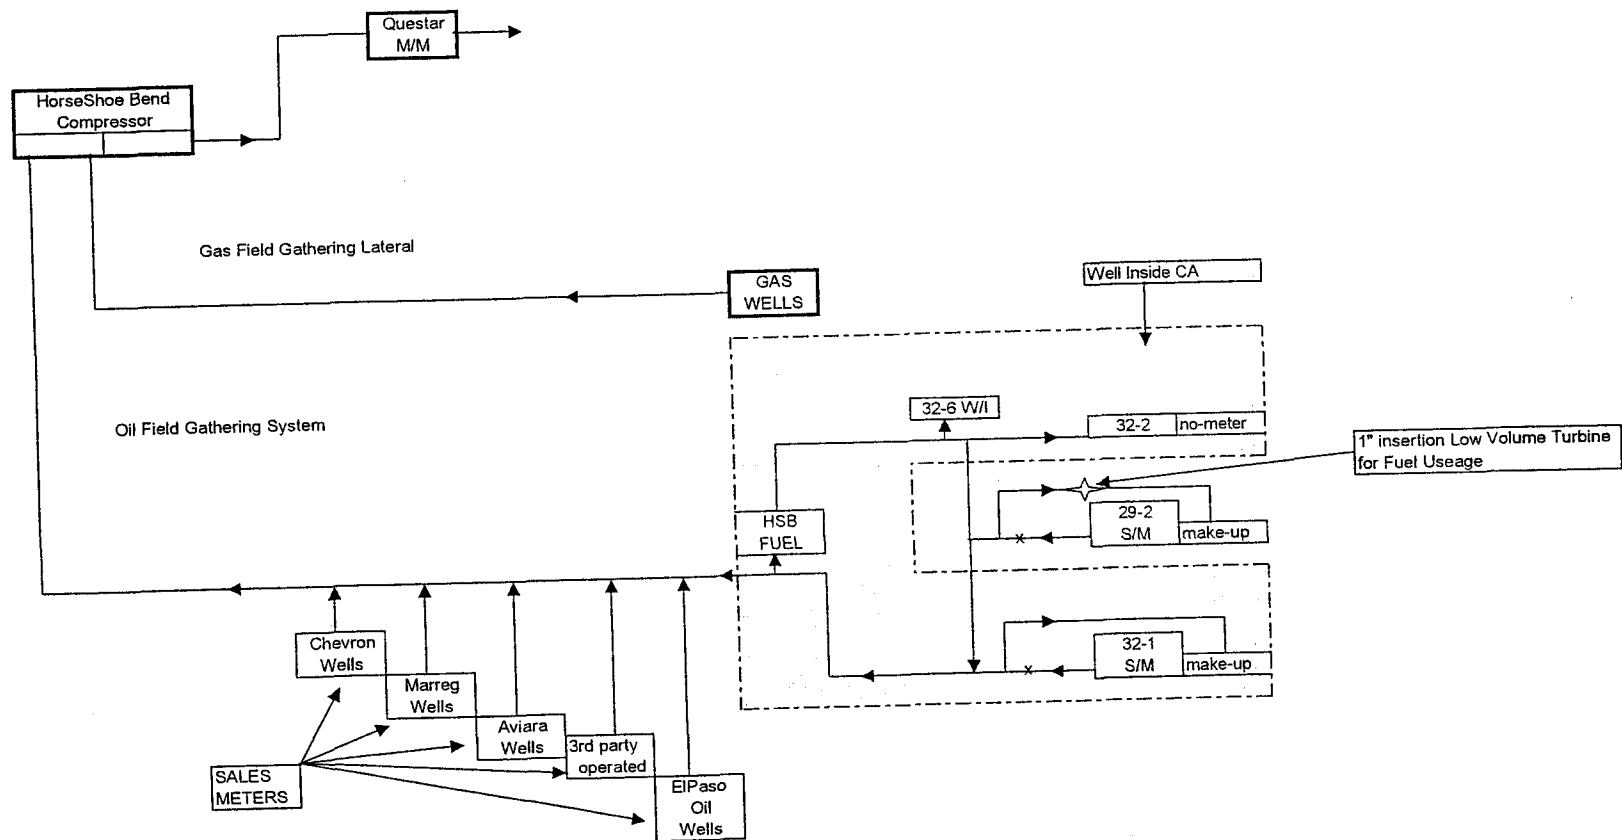 Questar
M/M
HorseShoe Bend
Compressor
Gas Field Gathering Lateral
GAS
WELLS
Well Inside CA
Oil Field Gathering System
32-6 W/I
32-2
no-meter
1" insertion Low Volume Turbine
for Fuel Useage
29-2
S/M
make-up
HSB
FUEL
x
32-1
S/M
make-up
x
Chevron
Wells
Marreg
Wells
Aviara
Wells
3rd party
operated
ElPaso
Oil
Wells
SALES
METERS